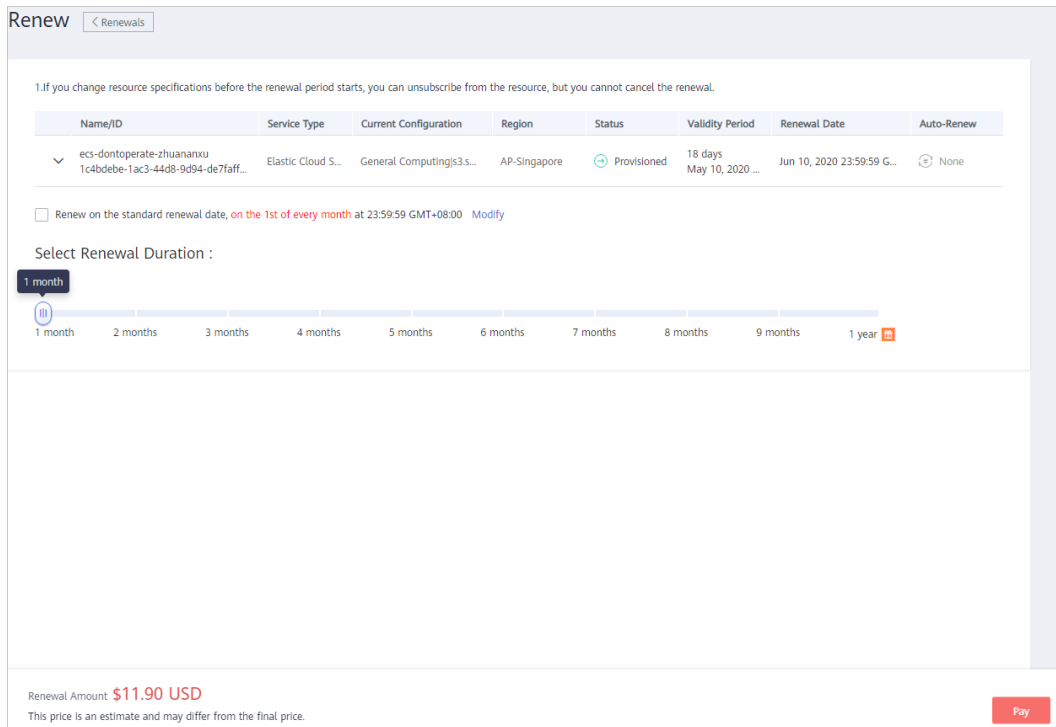 Renew < Renewals
1.If you change resource specifications before the renewal period starts, you can unsubscribe from the resource, but you cannot cancel the renewal.
Name/ID Service Type Current Configuration Region Status Validity Period Renewal Date Auto-Renew
ecs-dontoperate-zhuananxu
1c4bdebe-1ac3-44d8-9d94-de7faff...
Elastic Cloud S... General Computing|s3.s... AP-Singapore Provisioned
18 days
May 10, 2020 ...
Jun 10, 2020 23:59:59 G... None
Renew on the standard renewal date, on the 1st of every month at 23:59:59 GMT+08:00 Modify
Select Renewal Duration :
1 month
1 month 2 months 3 months 4 months 5 months 6 months 7 months 8 months 9 months 1 year
Renewal Amount $11.90 USD
This price is an estimate and may differ from the final price.
Pay